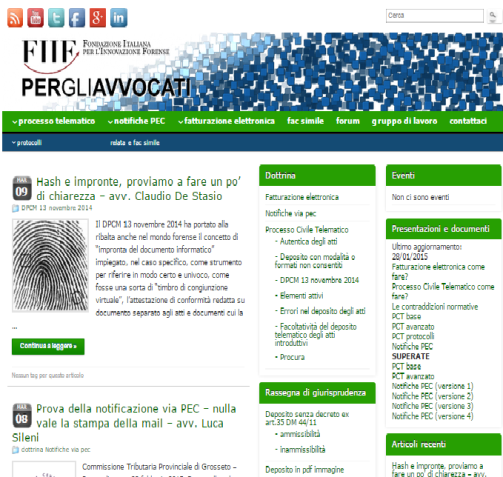 Cerca
FIIF
FONDAZIONE ITALIANA
PER L'INNOVAZIONE FORENSE
PERGLIAVVOCATI
processo telematico
notifiche PEC
fatturazione elettronica
fac simile
forum
gruppo di lavoro
contattaci
protocolli
relata e fac simile
MAR
09
Hash e impronte, proviamo a fare un po'
di chiarezza – avv. Claudio De Stasio
DPCM 13 novembre 2014
Il DPCM 13 novembre 2014 ha portato alla
ribalta anche nel mondo forense il concetto di
"impronta del documento informatico"
impiegato, nel caso specifico, come strumento
per riferire in modo certo e univoco, come
fosse una sorta di "timbro di congiunzione
virtuale", l'attestazione di conformità redatta su
documento separato agli atti e documenti cui la
...
Continua a leggere »
Nessun tag per questo articolo
MAR
08
Prova della notificazione via PEC – nulla
vale la stampa della mail – avv. Luca
Sileni
dottrina Notifiche via pec
Commissione Tributaria Provinciale di Grosseto –
Dottrina
Fatturazione elettronica
Notifiche via pec
Processo Civile Telematico
• Autentica degli atti
• Deposito con modalità o
formati non consentiti
• DPCM 13 novembre 2014
• Elementi attivi
• Errori nel deposito degli atti
• Facoltatività del deposito
telematico degli atti
introduttivi
• Procura
Rassegna di giurisprudenza
Deposito senza decreto ex
art.35 DM 44/11
• ammissibilità
• inammissibilità
Deposito in pdf immagine
Eventi
Non ci sono eventi
Presentazioni e documenti
Ultimo aggiornamento:
28/01/2015
Fatturazione elettronica come
fare?
Processo Civile Telematico come
fare?
Le contraddizioni normative
PCT base
PCT avanzato
PCT protocolli
Notifiche PEC
SUPERATE
PCT base
PCT avanzato
Notifiche PEC (versione 1)
Notifiche PEC (versione 2)
Notifiche PEC (versione 3)
Notifiche PEC (versione 4)
Articoli recenti
Hash e impronte, proviamo a
fare un po' di chiarezza – avv.